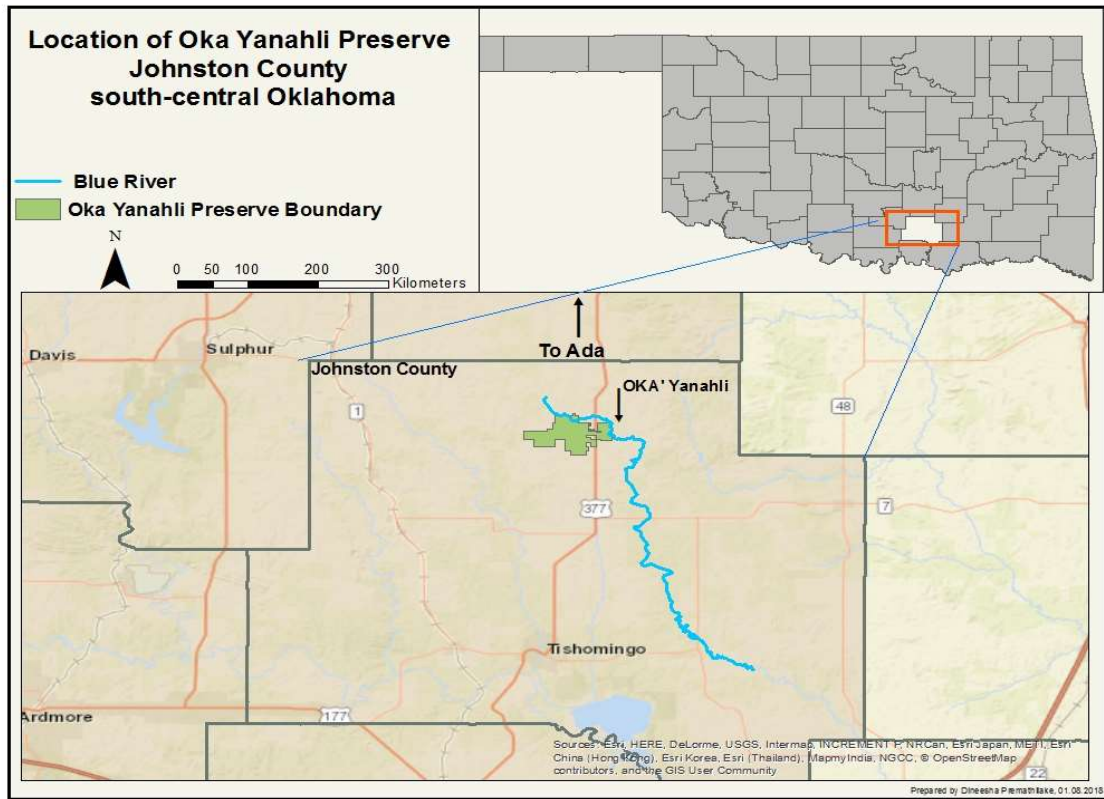 Location of Oka Yanahli Preserve
Johnston County
south-central Oklahoma
Blue River
Oka Yanahli Preserve Boundary
N
0 50 100 200 300
Kilometers
To Ada
Davis
Sulphur
Johnston County
OKA' Yanahli
1
48
377
7
Tishomingo
Ardmore
177
Sources: Esri, HERE, DeLorme, USGS, Intermap, INCREMENT P, NRCan, Esri Japan, METI, Esri
China (Hong Kong), Esri Korea, Esri (Thailand), MapmyIndia, NGCC, © OpenStreetMap
contributors, and the GIS User Community
22
Prepared by Dineesha Premathilake, 01.08.2018